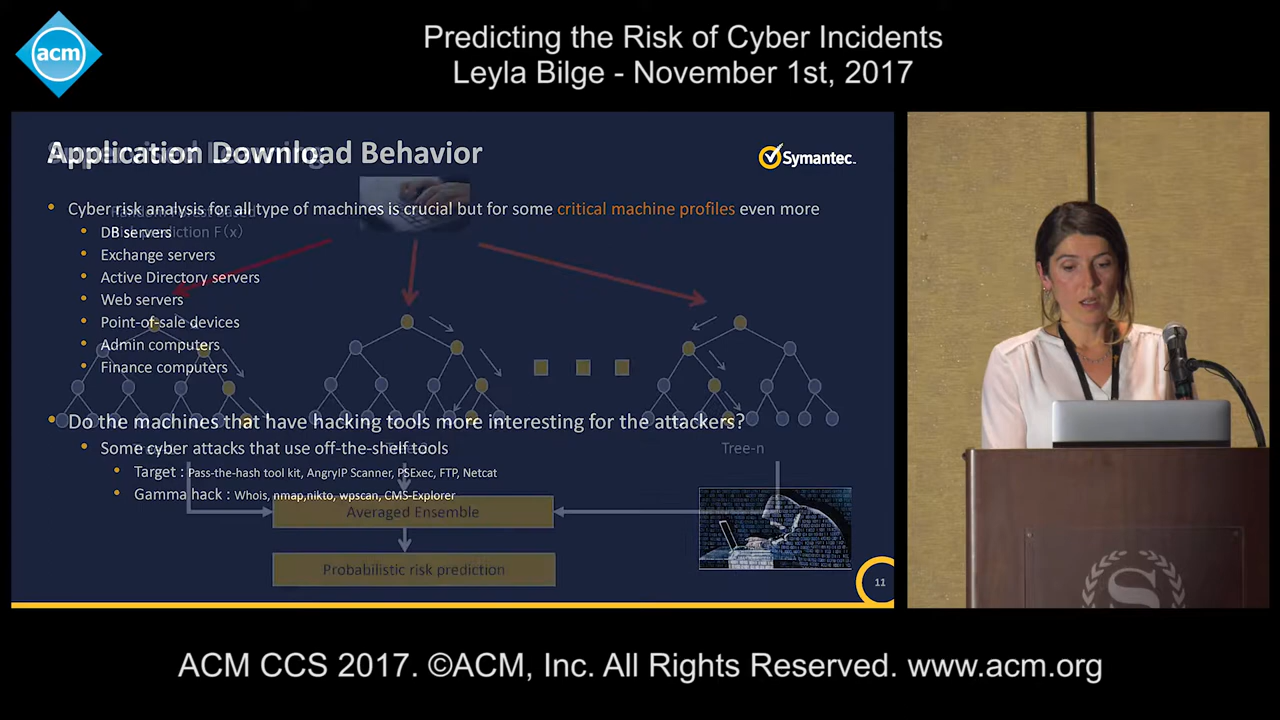 acm
Predicting the Risk of Cyber Incidents
Leyla Bilge - November 1st, 2017
Application Download Behavior
Symantec.
Cyber risk analysis for all type of machines is crucial but for some critical machine profiles even more
prediction F(x)
DB servers
Exchange servers
Active Directory servers
Web servers
Point-of-sale devices
Admin computers
Finance computers
Do the machines that have hacking tools more interesting for the attackers?
Some cyber attacks that use off-the-shelf tools
Tree-n
Target : Pass-the-hash tool kit, AngryIP Scanner, PSExec, FTP, Netcat
Gamma hack : Whois, nmap,nikto, wpscan, CMS-Explorer
Averaged Ensemble
Probabilistic risk prediction
11
S
ACM CCS 2017. ©ACM, Inc. All Rights Reserved. www.acm.org